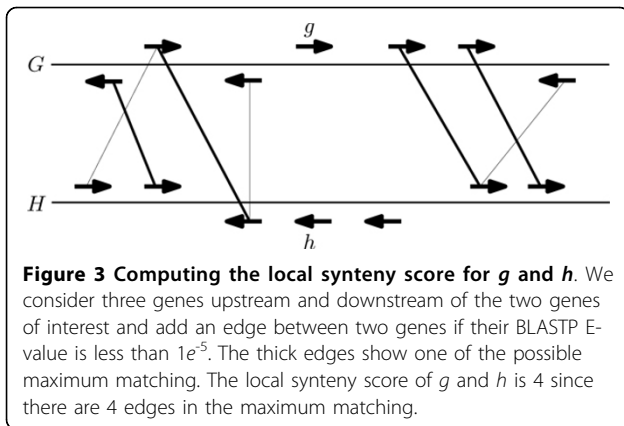 g
G
H
h
Figure 3 Computing the local synteny score for g and h. We
consider three genes upstream and downstream of the two genes
of interest and add an edge between two genes if their BLASTP E-
value is less than 1e⁻⁵. The thick edges show one of the possible
maximum matching. The local synteny score of g and h is 4 since
there are 4 edges in the maximum matching.